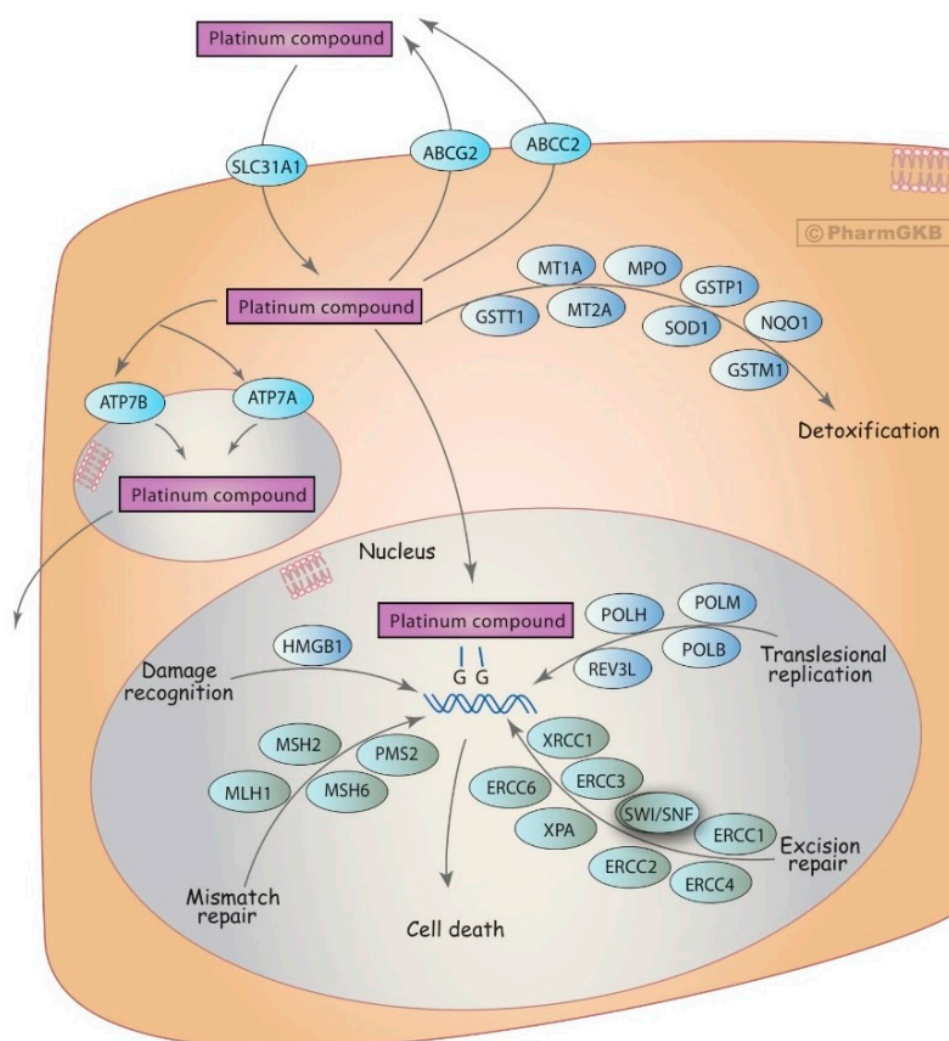 Platinum compound
SLC31A1
ABCG2
ABCC2
© PharmGKB
Platinum compound
MT1A
MPO
GSTP1
GSTT1
MT2A
SOD1
NQO1
GSTM1
Detoxification
ATP7B
ATP7A
Platinum compound
Nucleus
Platinum compound
G G
HMGB1
Damage
recognition
POLH
POLM
REV3L
POLB
Translesional
replication
MSH2
PMS2
MLH1
MSH6
Mismatch
repair
XRCC1
ERCC6
ERCC3
XPA
SWI/SNF
ERCC1
ERCC2
ERCC4
Excision
repair
Cell death